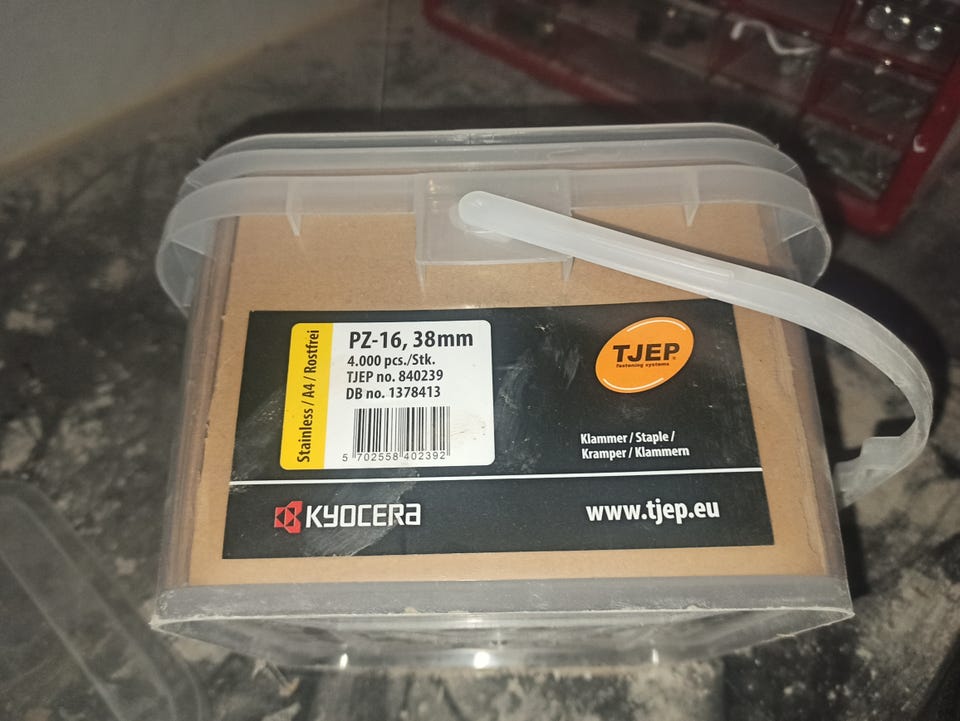 Stainless / A4 / Rostfrei
PZ-16, 38mm
4.000 pcs./Stk.
TJEP no. 840239
DB no. 1378413
5 702558 402392
TJEP
fastening systems
Klammer / Staple /
Kramper / Klammern
KYOCERA
www.tjep.eu